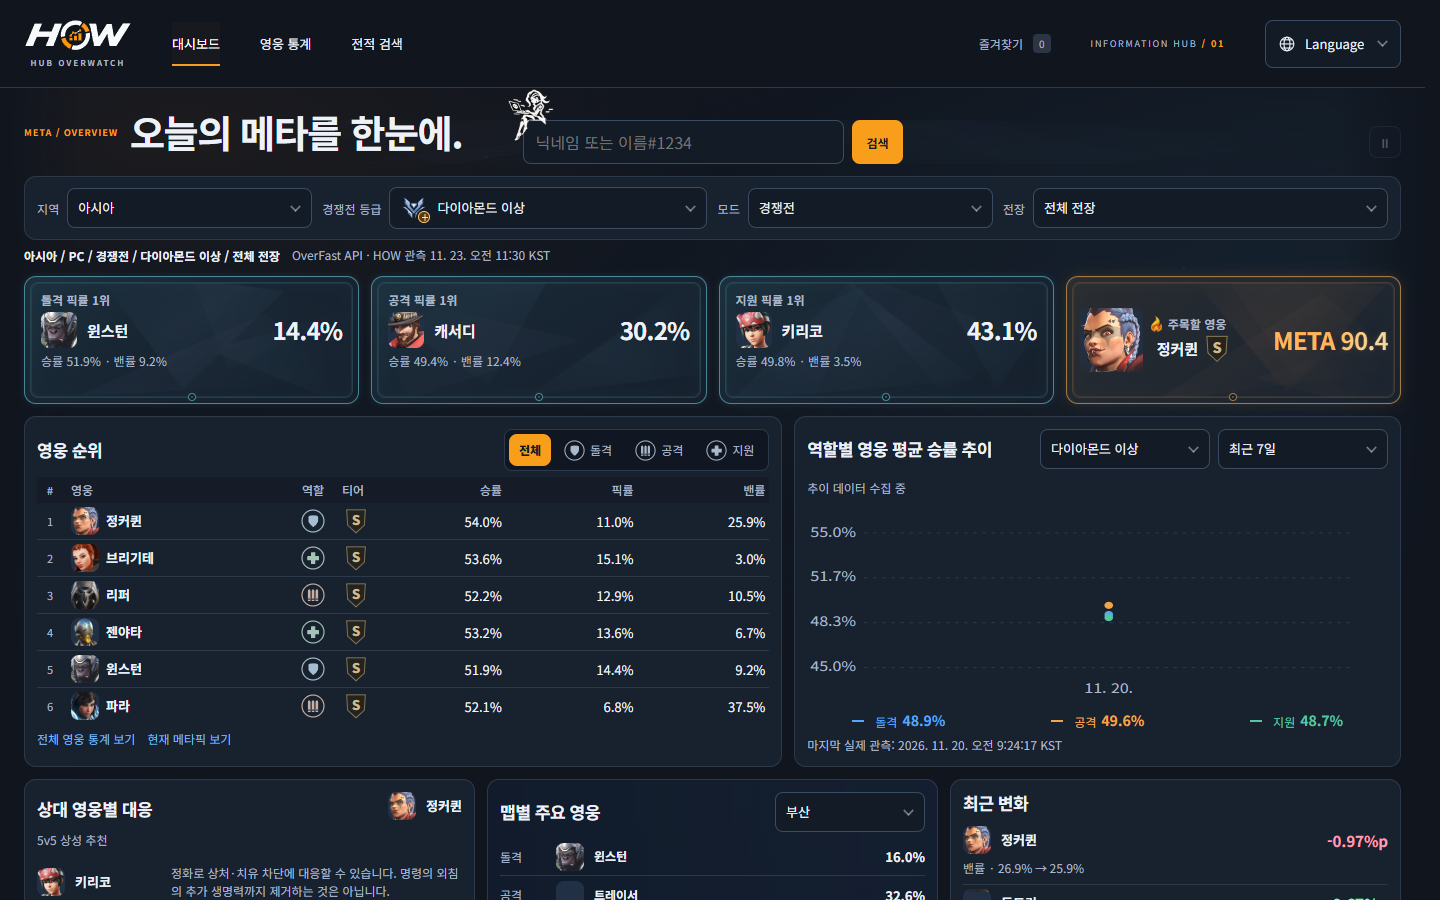 HOW
HUB OVERWATCH
대시보드
영웅 통계
전적 검색
즐겨찾기 0
INFORMATION HUB / 01
Language
META / OVERVIEW
오늘의 메타를 한눈에.
닉네임 또는 이름#1234
검색
지역 아시아
경쟁전 등급 다이아몬드 이상
모드 경쟁전
전장 전체 전장
아시아 / PC / 경쟁전 / 다이아몬드 이상 / 전체 전장 OverFast API · HOW 관측 11. 23. 오전 11:30 KST
돌격 픽률 1위
윈스턴 14.4%
승률 51.9% · 밴률 9.2%
공격 픽률 1위
캐서디 30.2%
승률 49.4% · 밴률 12.4%
지원 픽률 1위
키리코 43.1%
승률 49.8% · 밴률 3.5%
주목할 영웅
정커퀸 S
META 90.4
영웅 순위
전체 돌격 공격 지원
# 영웅 역할 티어 승률 픽률 밴률
1 정커퀸 S 54.0% 11.0% 25.9%
2 브리기테 S 53.6% 15.1% 3.0%
3 리퍼 S 52.2% 12.9% 10.5%
4 젠야타 S 53.2% 13.6% 6.7%
5 윈스턴 S 51.9% 14.4% 9.2%
6 파라 S 52.1% 6.8% 37.5%
전체 영웅 통계 보기 현재 메타픽 보기
역할별 영웅 평균 승률 추이
다이아몬드 이상
최근 7일
추이 데이터 수집 중
55.0%
51.7%
48.3%
45.0%
11. 20.
돌격 48.9% 공격 49.6% 지원 48.7%
마지막 실제 관측: 2026. 11. 20. 오전 9:24:17 KST
상대 영웅별 대응
정커퀸
5v5 상성 추천
키리코
정화로 상처·치유 차단에 대응할 수 있습니다. 명령의 외침
의 추가 생명력까지 제거하는 것은 아닙니다.
맵별 주요 영웅
부산
돌격 윈스턴 16.0%
공격 트레이서 32.6%
최근 변화
정커퀸 -0.97%p
밴률 · 26.9% → 25.9%